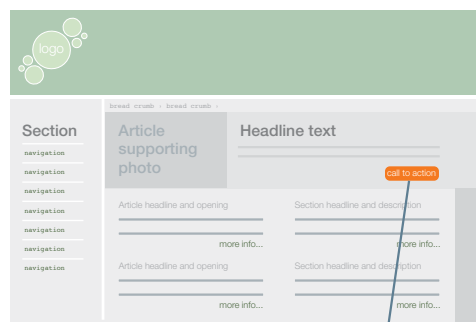 logo
bread crumb > bread crumb >
Section
navigation
navigation
navigation
navigation
navigation
navigation
navigation
Article
supporting
photo
Headline text
call to action
Article headline and opening
more info...
Section headline and description
more info...
Article headline and opening
more info...
Section headline and description
more info...